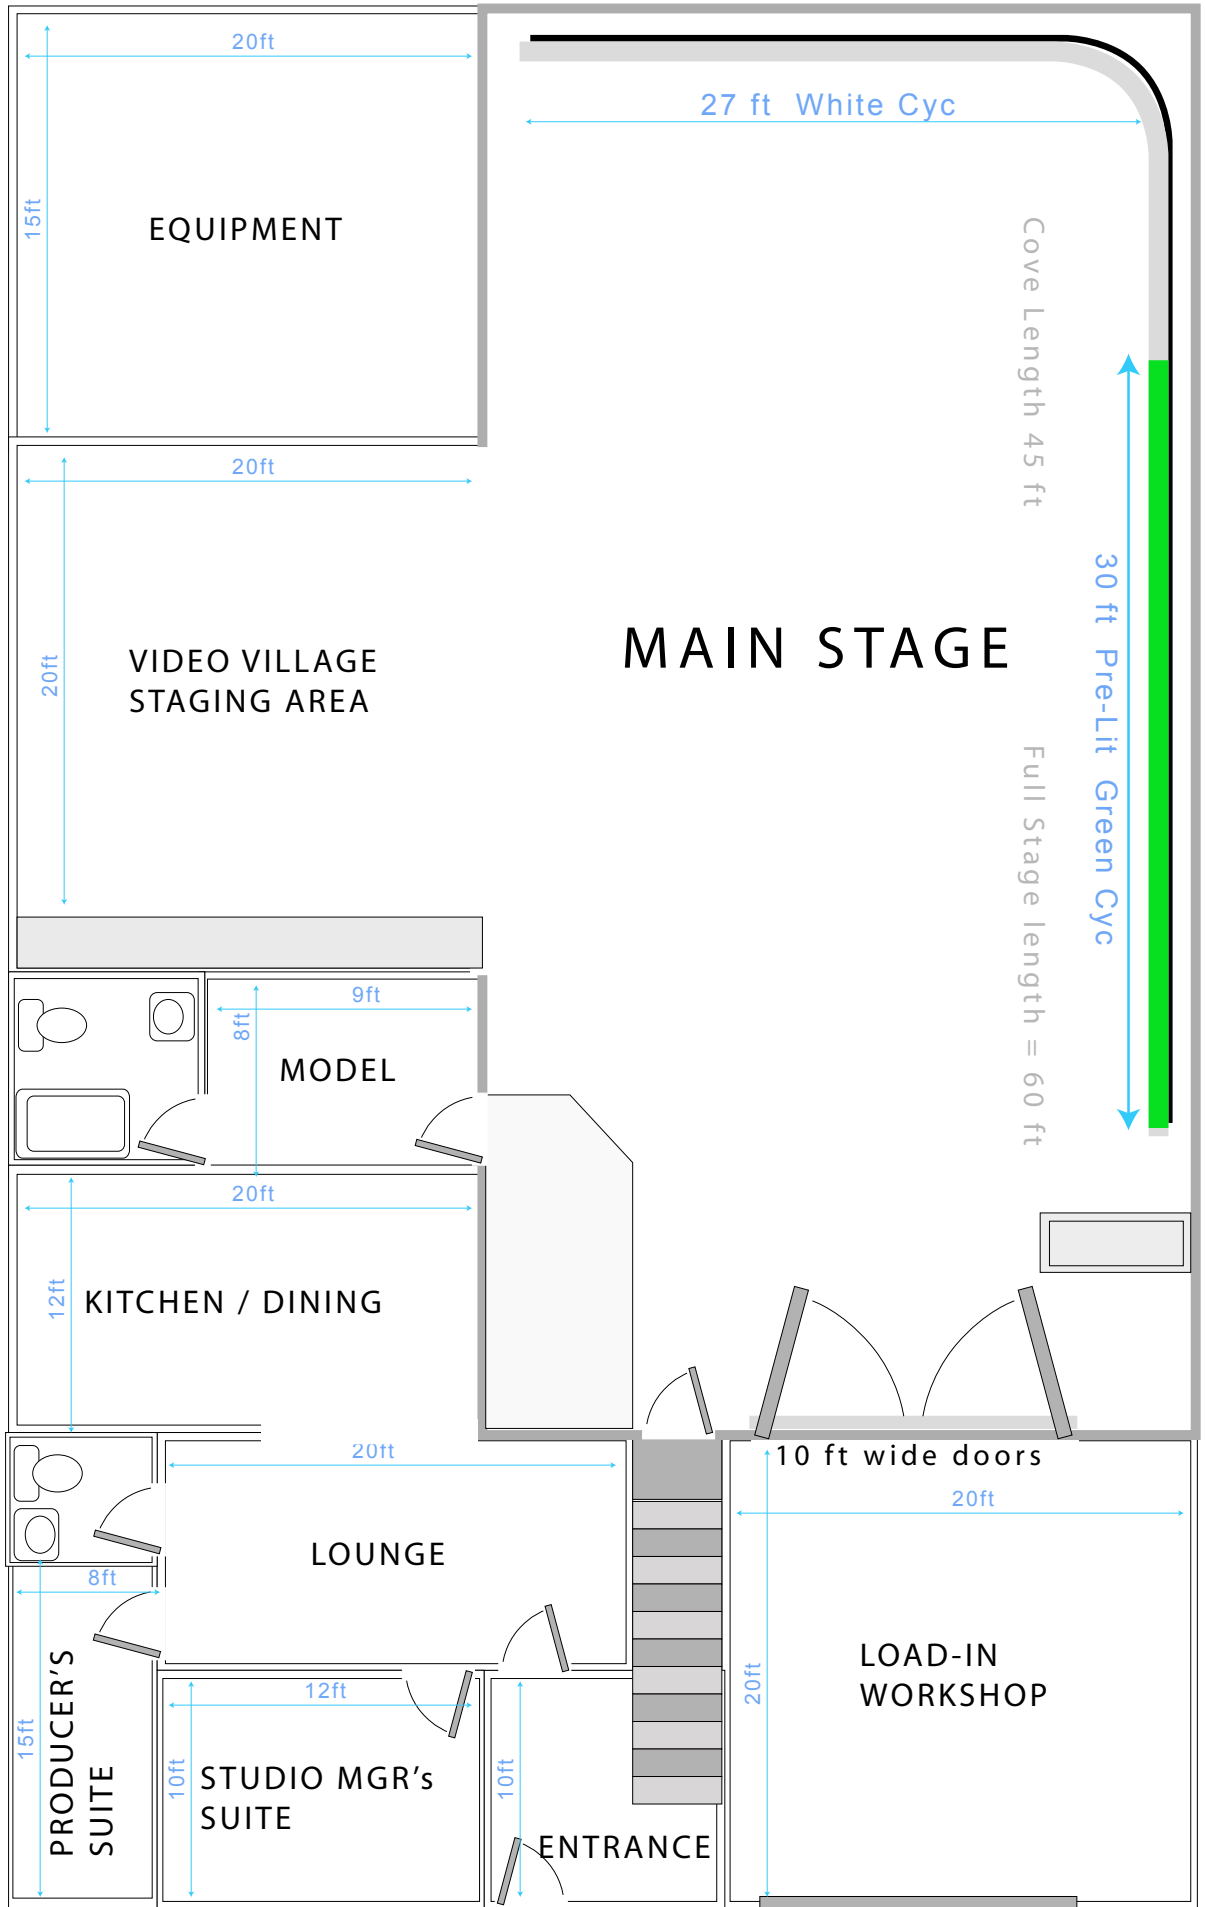 20ft
27 ft  White Cyc
15ft
EQUIPMENT
Cove Length 45 ft
20ft
30 ft  Pre-Lit  Green Cyc
MAIN STAGE
20ft
VIDEO VILLAGE
STAGING AREA
Full Stage length = 60 ft
9ft
8ft
MODEL
20ft
12ft
KITCHEN / DINING
20ft
10 ft wide doors
20ft
LOUNGE
8ft
PRODUCER'S
SUITE
15ft
12ft
10ft
STUDIO MGR's
SUITE
10ft
ENTRANCE
20ft
LOAD-IN
WORKSHOP